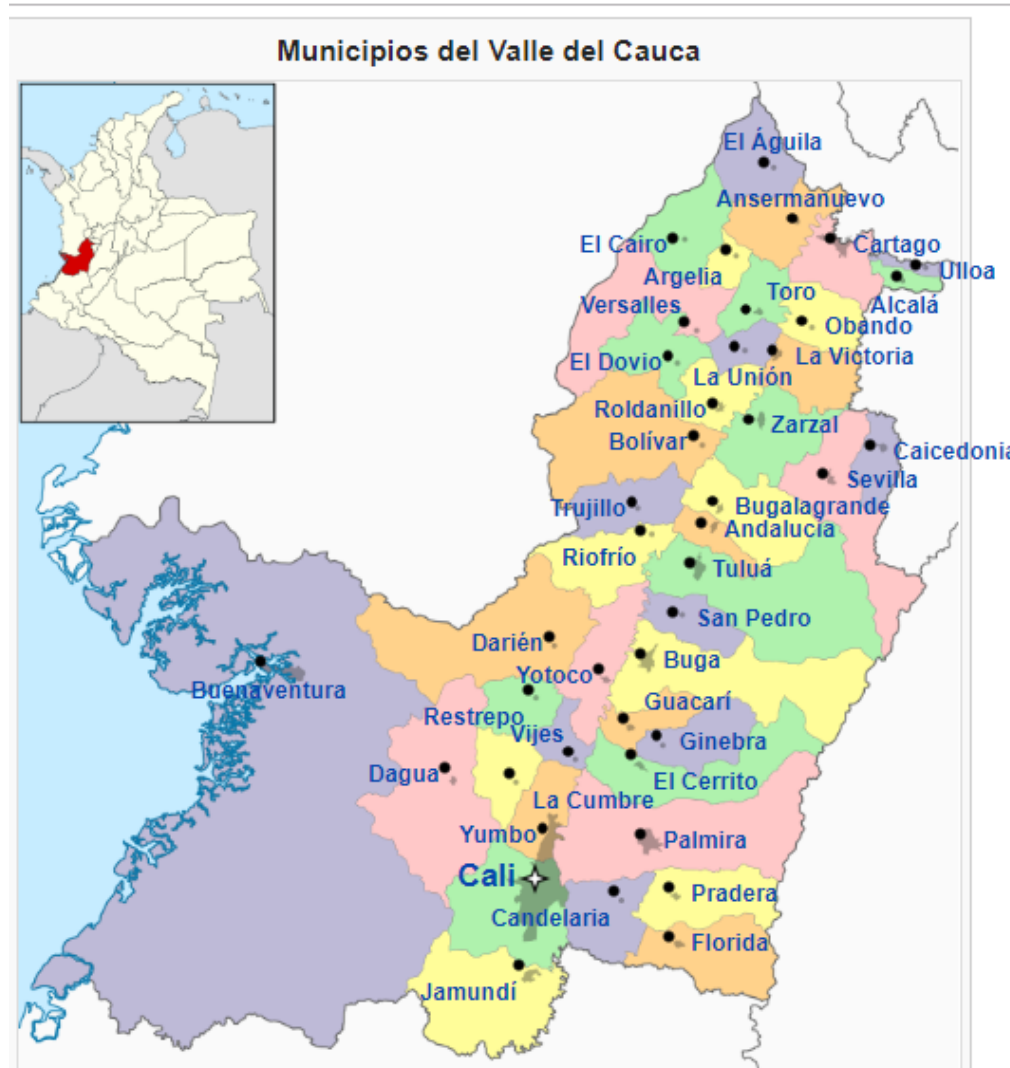 Municipios del Valle del Cauca
El Águila
Ansermanuevo
El Cairo
Cartago
Argelia
Ulloa
Versalles
Toro
Alcalá
Obando
El Dovio
La Victoria
La Unión
Roldanillo
Zarzal
Bolívar
Caicedonia
Sevilla
Trujillo
Bugalagrande
Andalucía
Riofrío
Tuluá
San Pedro
Darién
Buga
Yotoco
Buenaventura
Restrepo
Guacarí
Vijes
Ginebra
Dagua
El Cerrito
La Cumbre
Yumbo
Palmira
Cali
Pradera
Candelaria
Florida
Jamundí